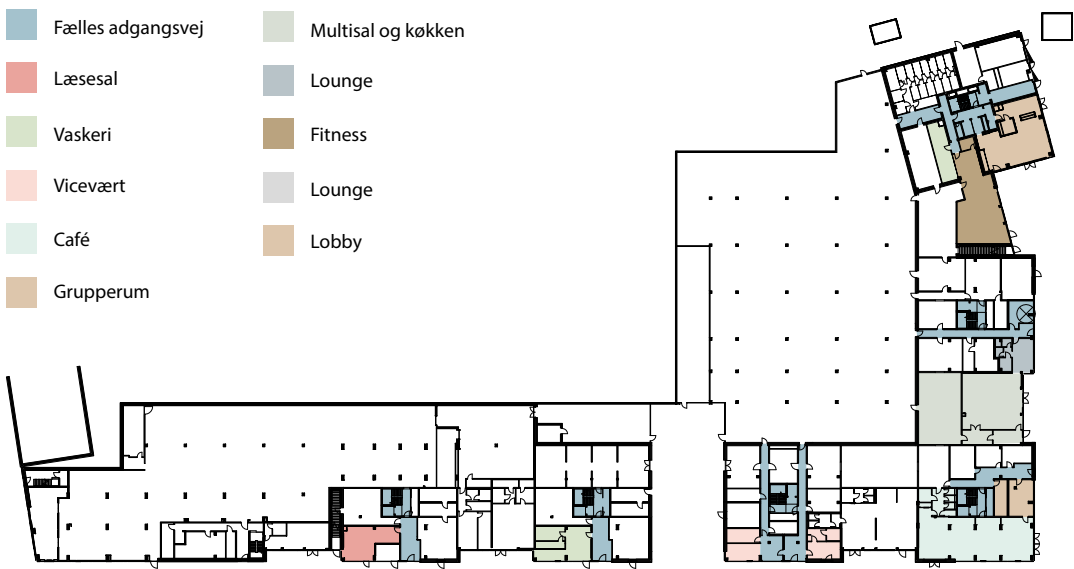 Fælles adgangsvej
Læsesal
Vaskeri
Vicevært
Café
Grupperum
Multisal og køkken
Lounge
Fitness
Lounge
Lobby